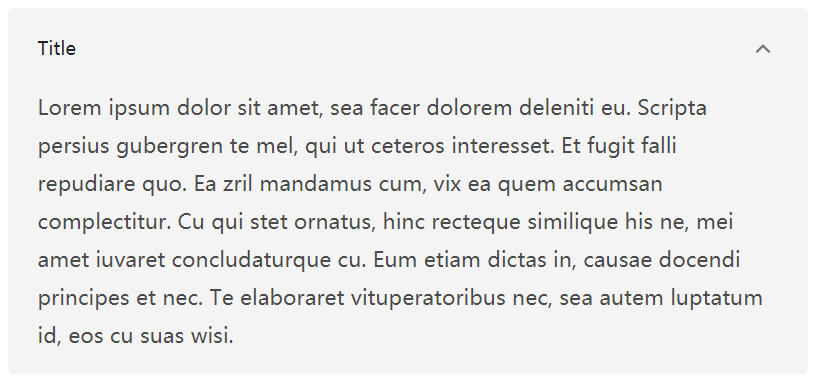 Title
Lorem ipsum dolor sit amet, sea facer dolorem deleniti eu. Scripta
persius gubergren te mel, qui ut ceteros interesset. Et fugit falli
repudiare quo. Ea zril mandamus cum, vix ea quem accumsan
complectitur. Cu qui stet ornatus, hinc recteque similique his ne, mei
amet iuvaret concludaturque cu. Eum etiam dictas in, causae docendi
principes et nec. Te elaboraret vituperatoribus nec, sea autem luptatum
id, eos cu suas wisi.